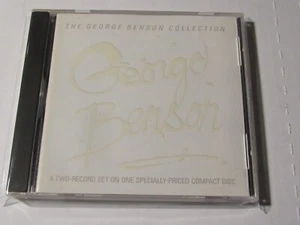 THE GEORGE BENSON COLLECTION
George
Benson
A TWO-RECORD SET ON ONE SPECIALLY-PRICED COMPACT DISC